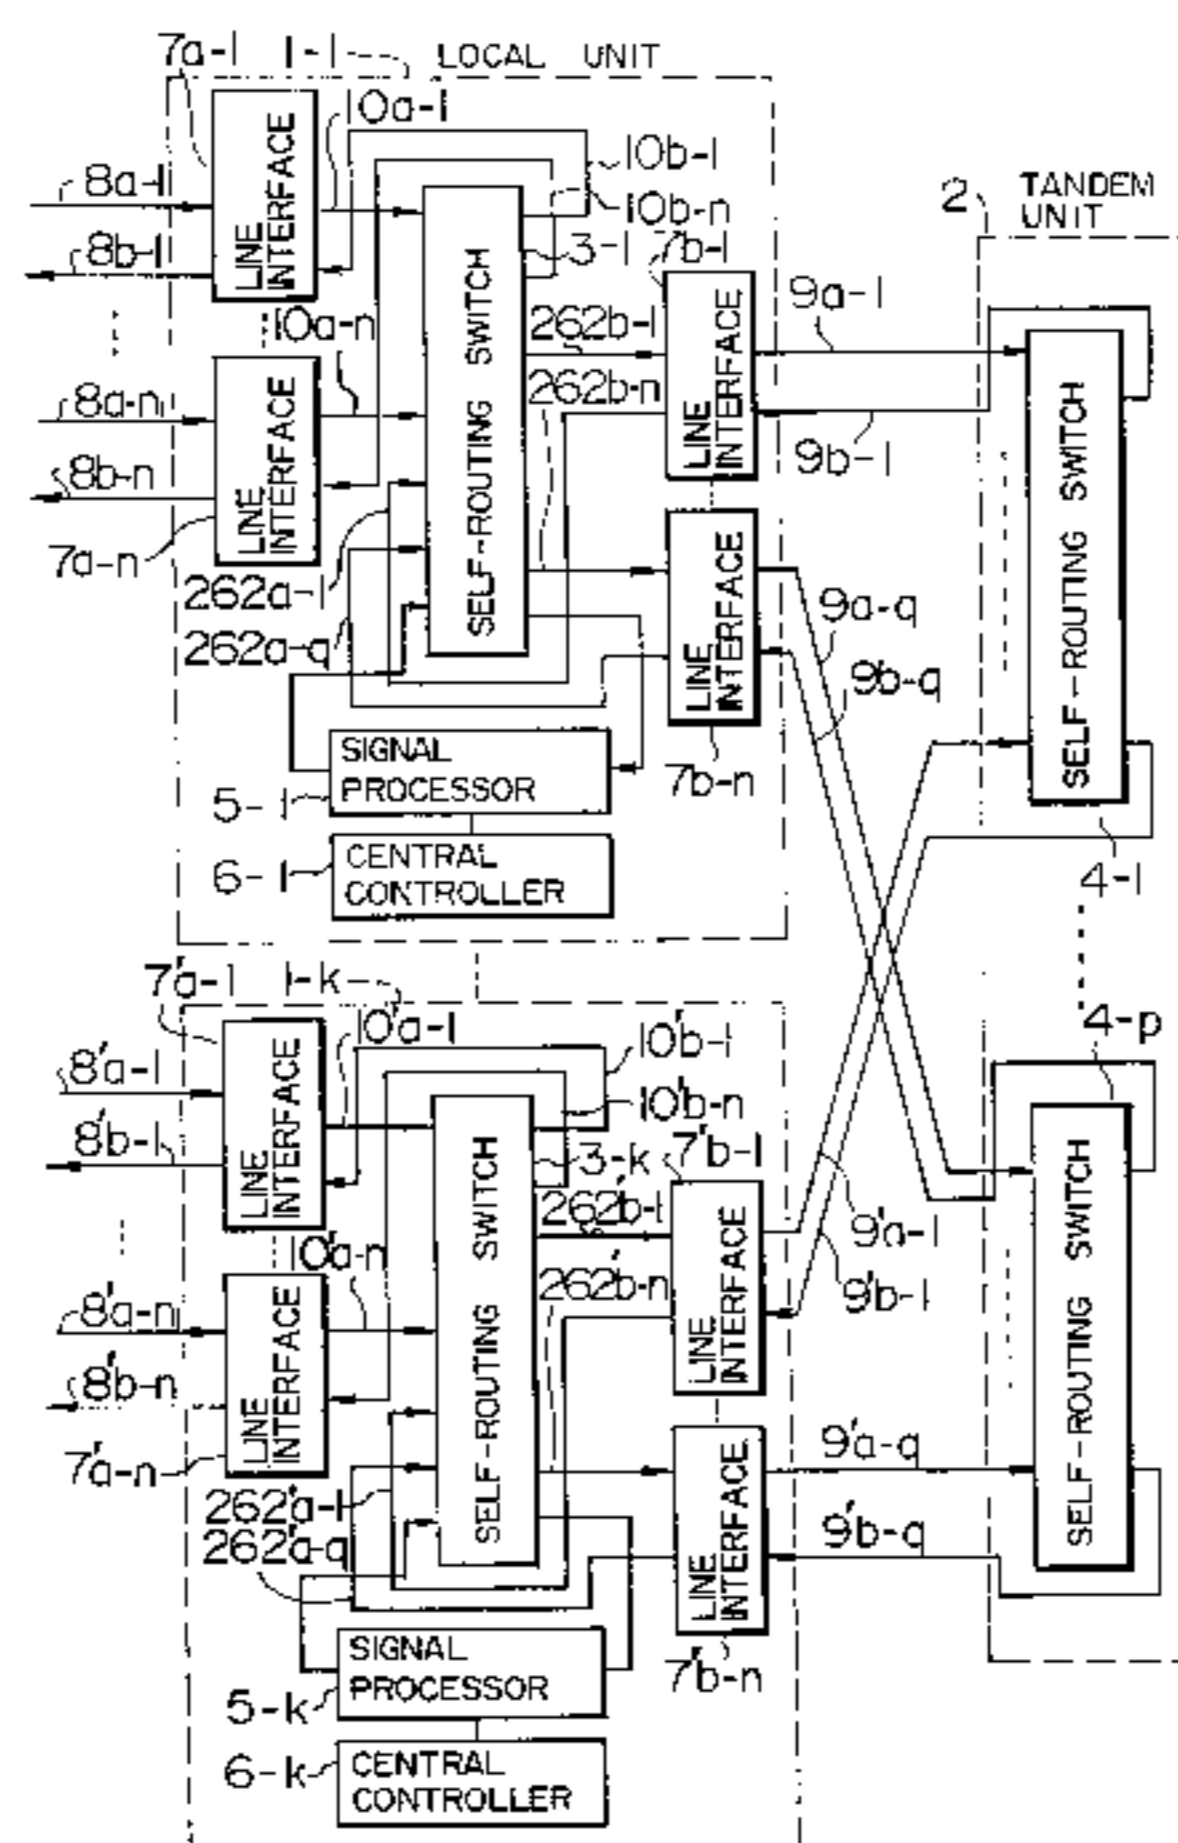 7a-1
1-1
LOCAL UNIT
10a-1
LINE
INTERFACE
8a-1
8b-1
10b-1
10b-n
3-1
7b-1
2
TANDEM
UNIT
SELF-ROUTING SWITCH
10a-n
262b-1
262b-n
LINE
INTERFACE
9a-1
9b-1
8a-n
8b-n
LINE
INTERFACE
7a-n
262a-1
262a-q
LINE
INTERFACE
9a-q
9b-q
SELF-ROUTING SWITCH
7b-n
SIGNAL
PROCESSOR
5-1
CENTRAL
CONTROLLER
6-1
4-1
7'a-1
1-k
10'a-1
10'b-1
10'b-n
4-p
8'a-1
8'b-1
LINE
INTERFACE
3-k
7'b-1
262'b-1
262'b-n
10'a-n
SELF-ROUTING SWITCH
LINE
INTERFACE
9'a-1
9'b-1
SELF-ROUTING SWITCH
8'a-n
8'b-n
LINE
INTERFACE
7'a-n
262'a-1
262'a-q
LINE
INTERFACE
9'a-q
9'b-q
7'b-n
SIGNAL
PROCESSOR
5-k
CENTRAL
CONTROLLER
6-k